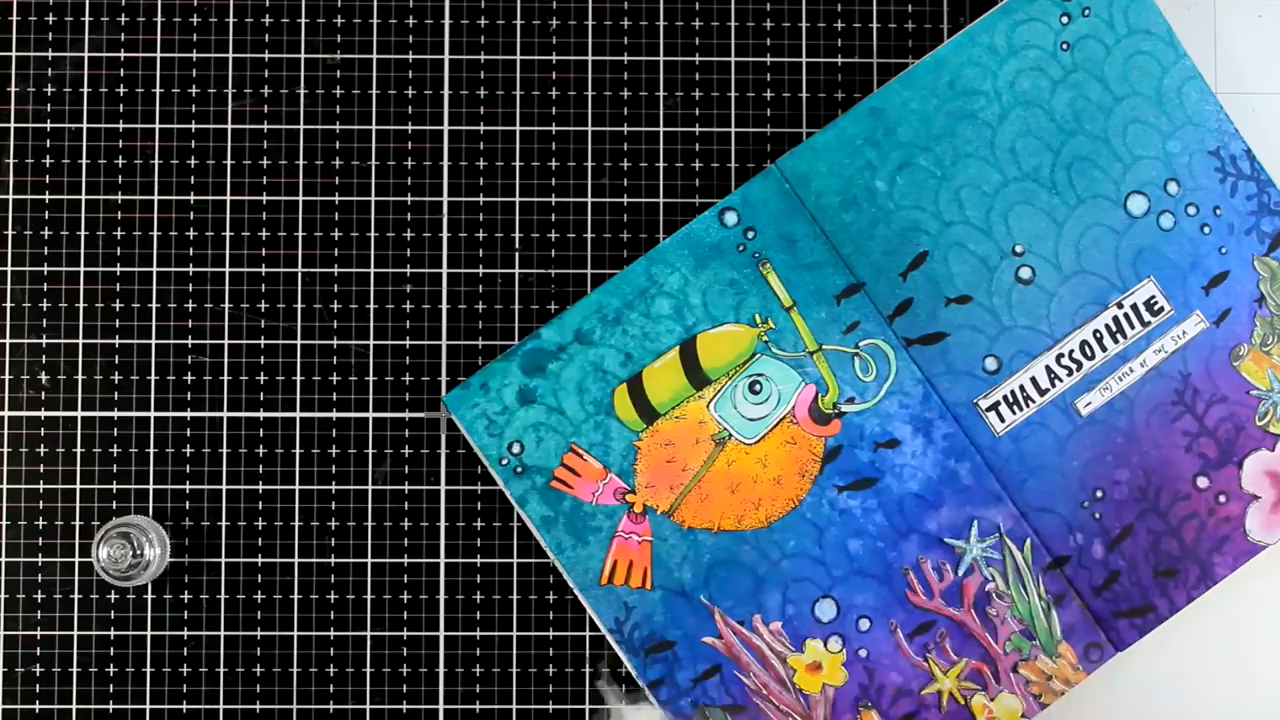 THALASSOPHILE
- (N) LOVER OF THE SEA -